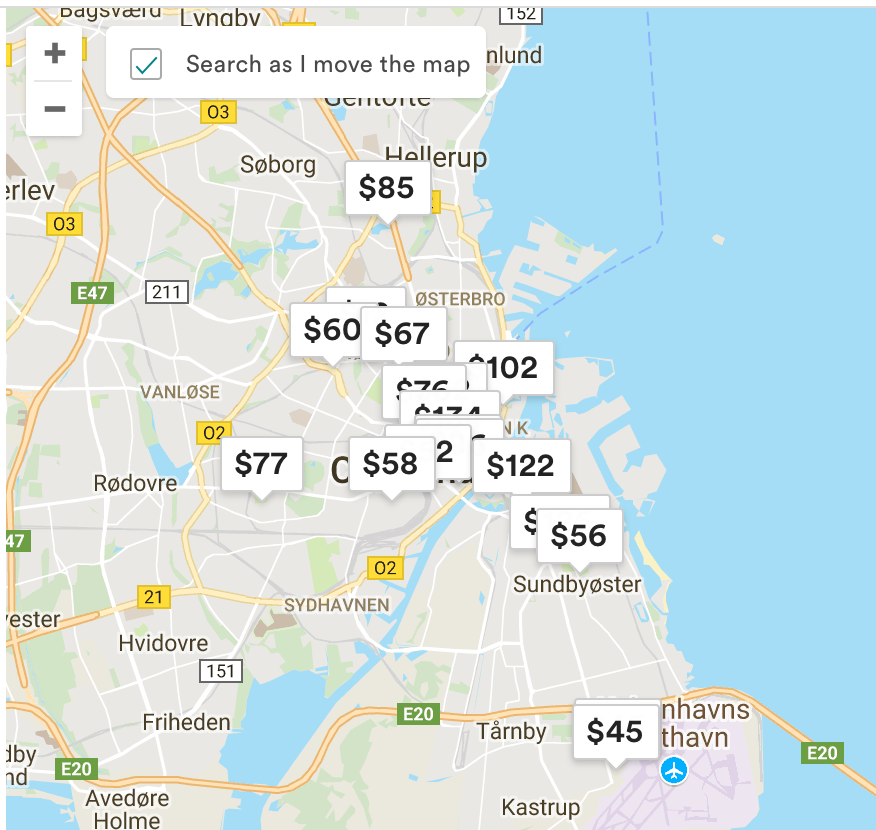 Bagsværd
Lyngby
152
+
Search as I move the map
nlund
−
Gentofte
O3
Søborg
Hellerup
$85
erlev
O3
E47
211
ØSTERBRO
$60
$67
$102
$76
VANLØSE
$134
N K
O2
$77
$58
2
$122
Rødovre
$
$56
47
O2
Sundbyøster
21
SYDHAVNEN
vester
Hvidovre
151
nhavns
E20
$45
thavn
Friheden
Tårnby
E20
dby
nd
E20
Avedøre
Holme
Kastrup